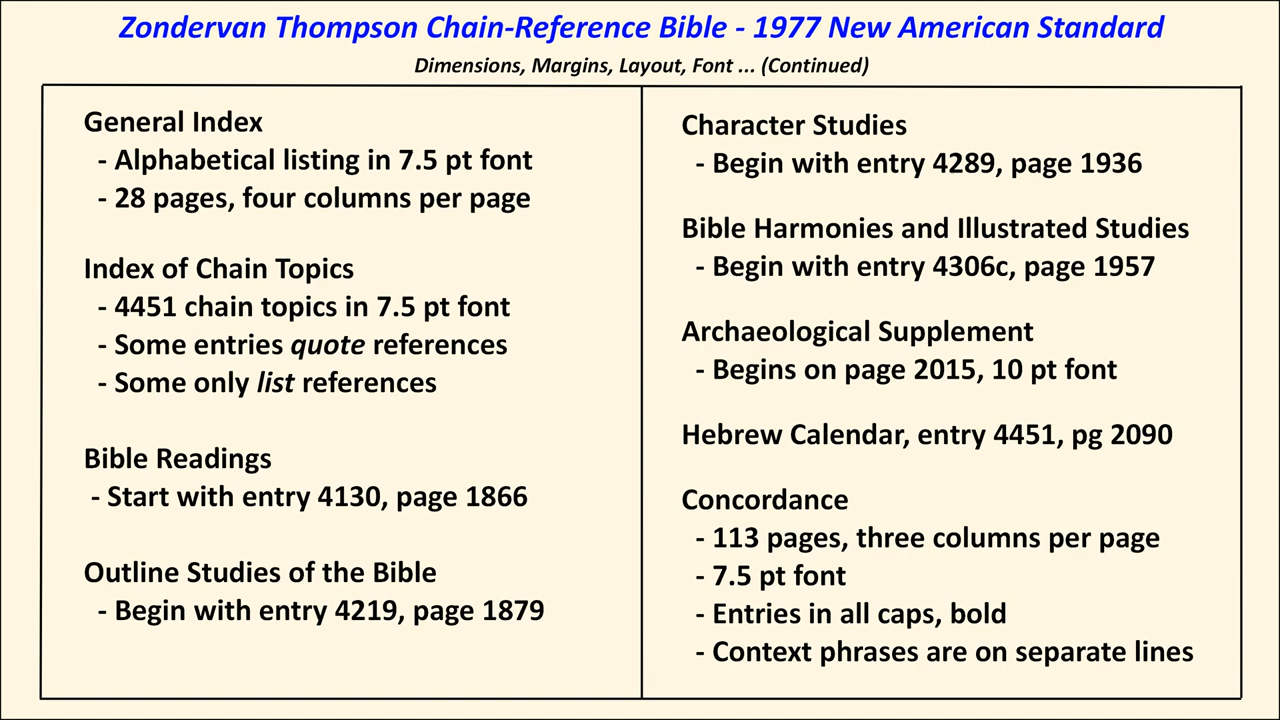 Zondervan Thompson Chain-Reference Bible - 1977 New American Standard
Dimensions, Margins, Layout, Font ... (Continued)
General Index
- Alphabetical listing in 7.5 pt font
- 28 pages, four columns per page
Index of Chain Topics
- 4451 chain topics in 7.5 pt font
- Some entries quote references
- Some only list references
Bible Readings
- Start with entry 4130, page 1866
Outline Studies of the Bible
- Begin with entry 4219, page 1879
Character Studies
- Begin with entry 4289, page 1936
Bible Harmonies and Illustrated Studies
- Begin with entry 4306c, page 1957
Archaeological Supplement
- Begins on page 2015, 10 pt font
Hebrew Calendar, entry 4451, pg 2090
Concordance
- 113 pages, three columns per page
- 7.5 pt font
- Entries in all caps, bold
- Context phrases are on separate lines